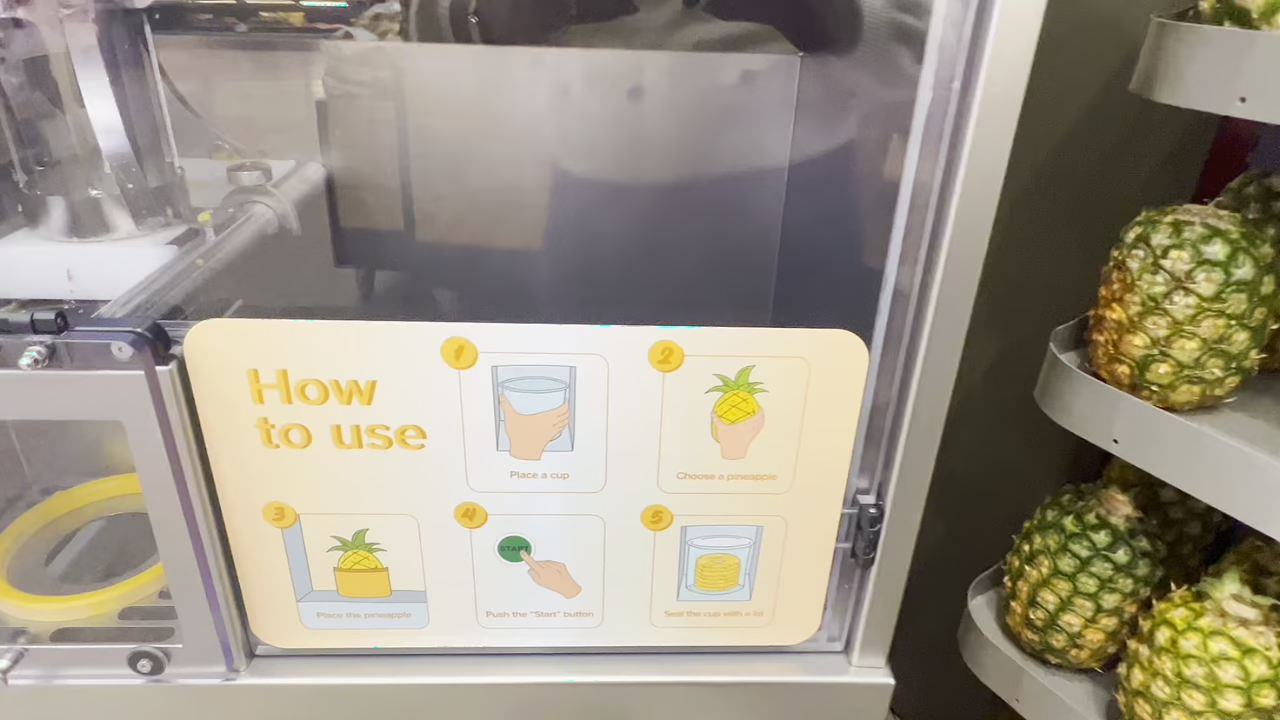 How
to use
1
Place a cup
2
Choose a pineapple
3
Place the pineapple
4
START
Push the "Start" button
5
Seal the cup with a lid